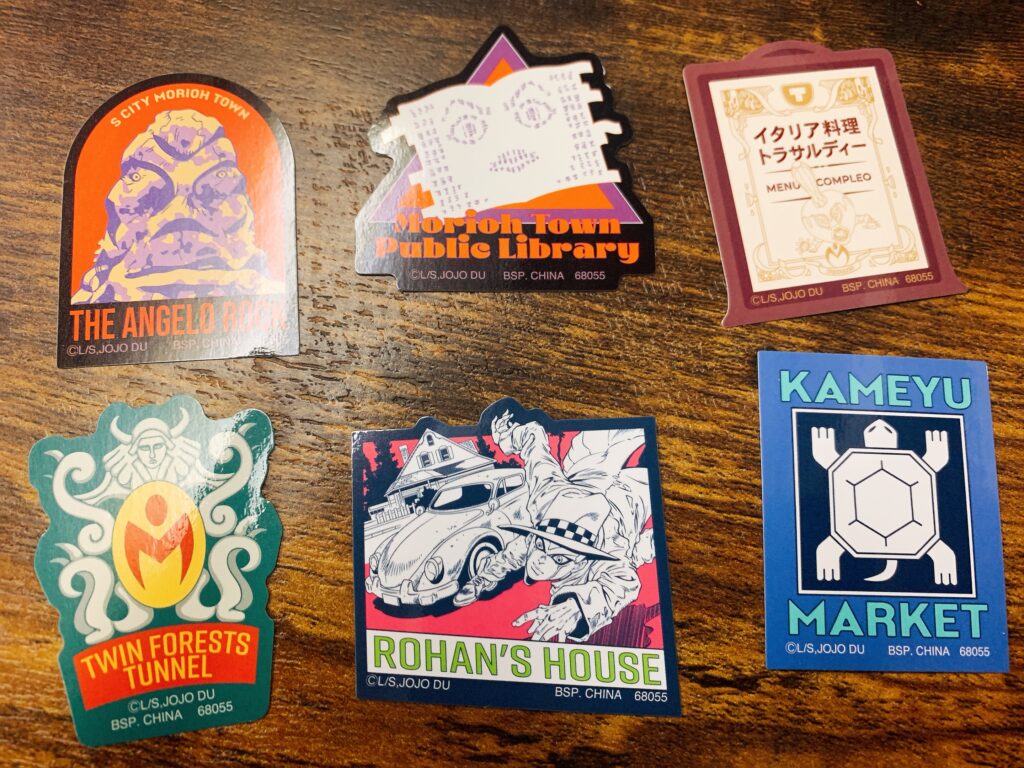 S CITY MORIOH TOWN
THE ANGELO ROCK
©L/S,JOJO DU BSP. CHINA
Morioh Town
Public Library
©L/S,JOJO DU BSP. CHINA 68055
T
イタリア料理
トラサルディー
MENU COMPLEO
©L/S,JOJO DU BSP. CHINA 68055
M
TWIN FORESTS
TUNNEL
©L/S,JOJO DU
BSP. CHINA 68055
ROHAN'S HOUSE
©L/S,JOJO DU BSP. CHINA 68055
KAMEYU
MARKET
©L/S,JOJO DU BSP. CHINA 68055